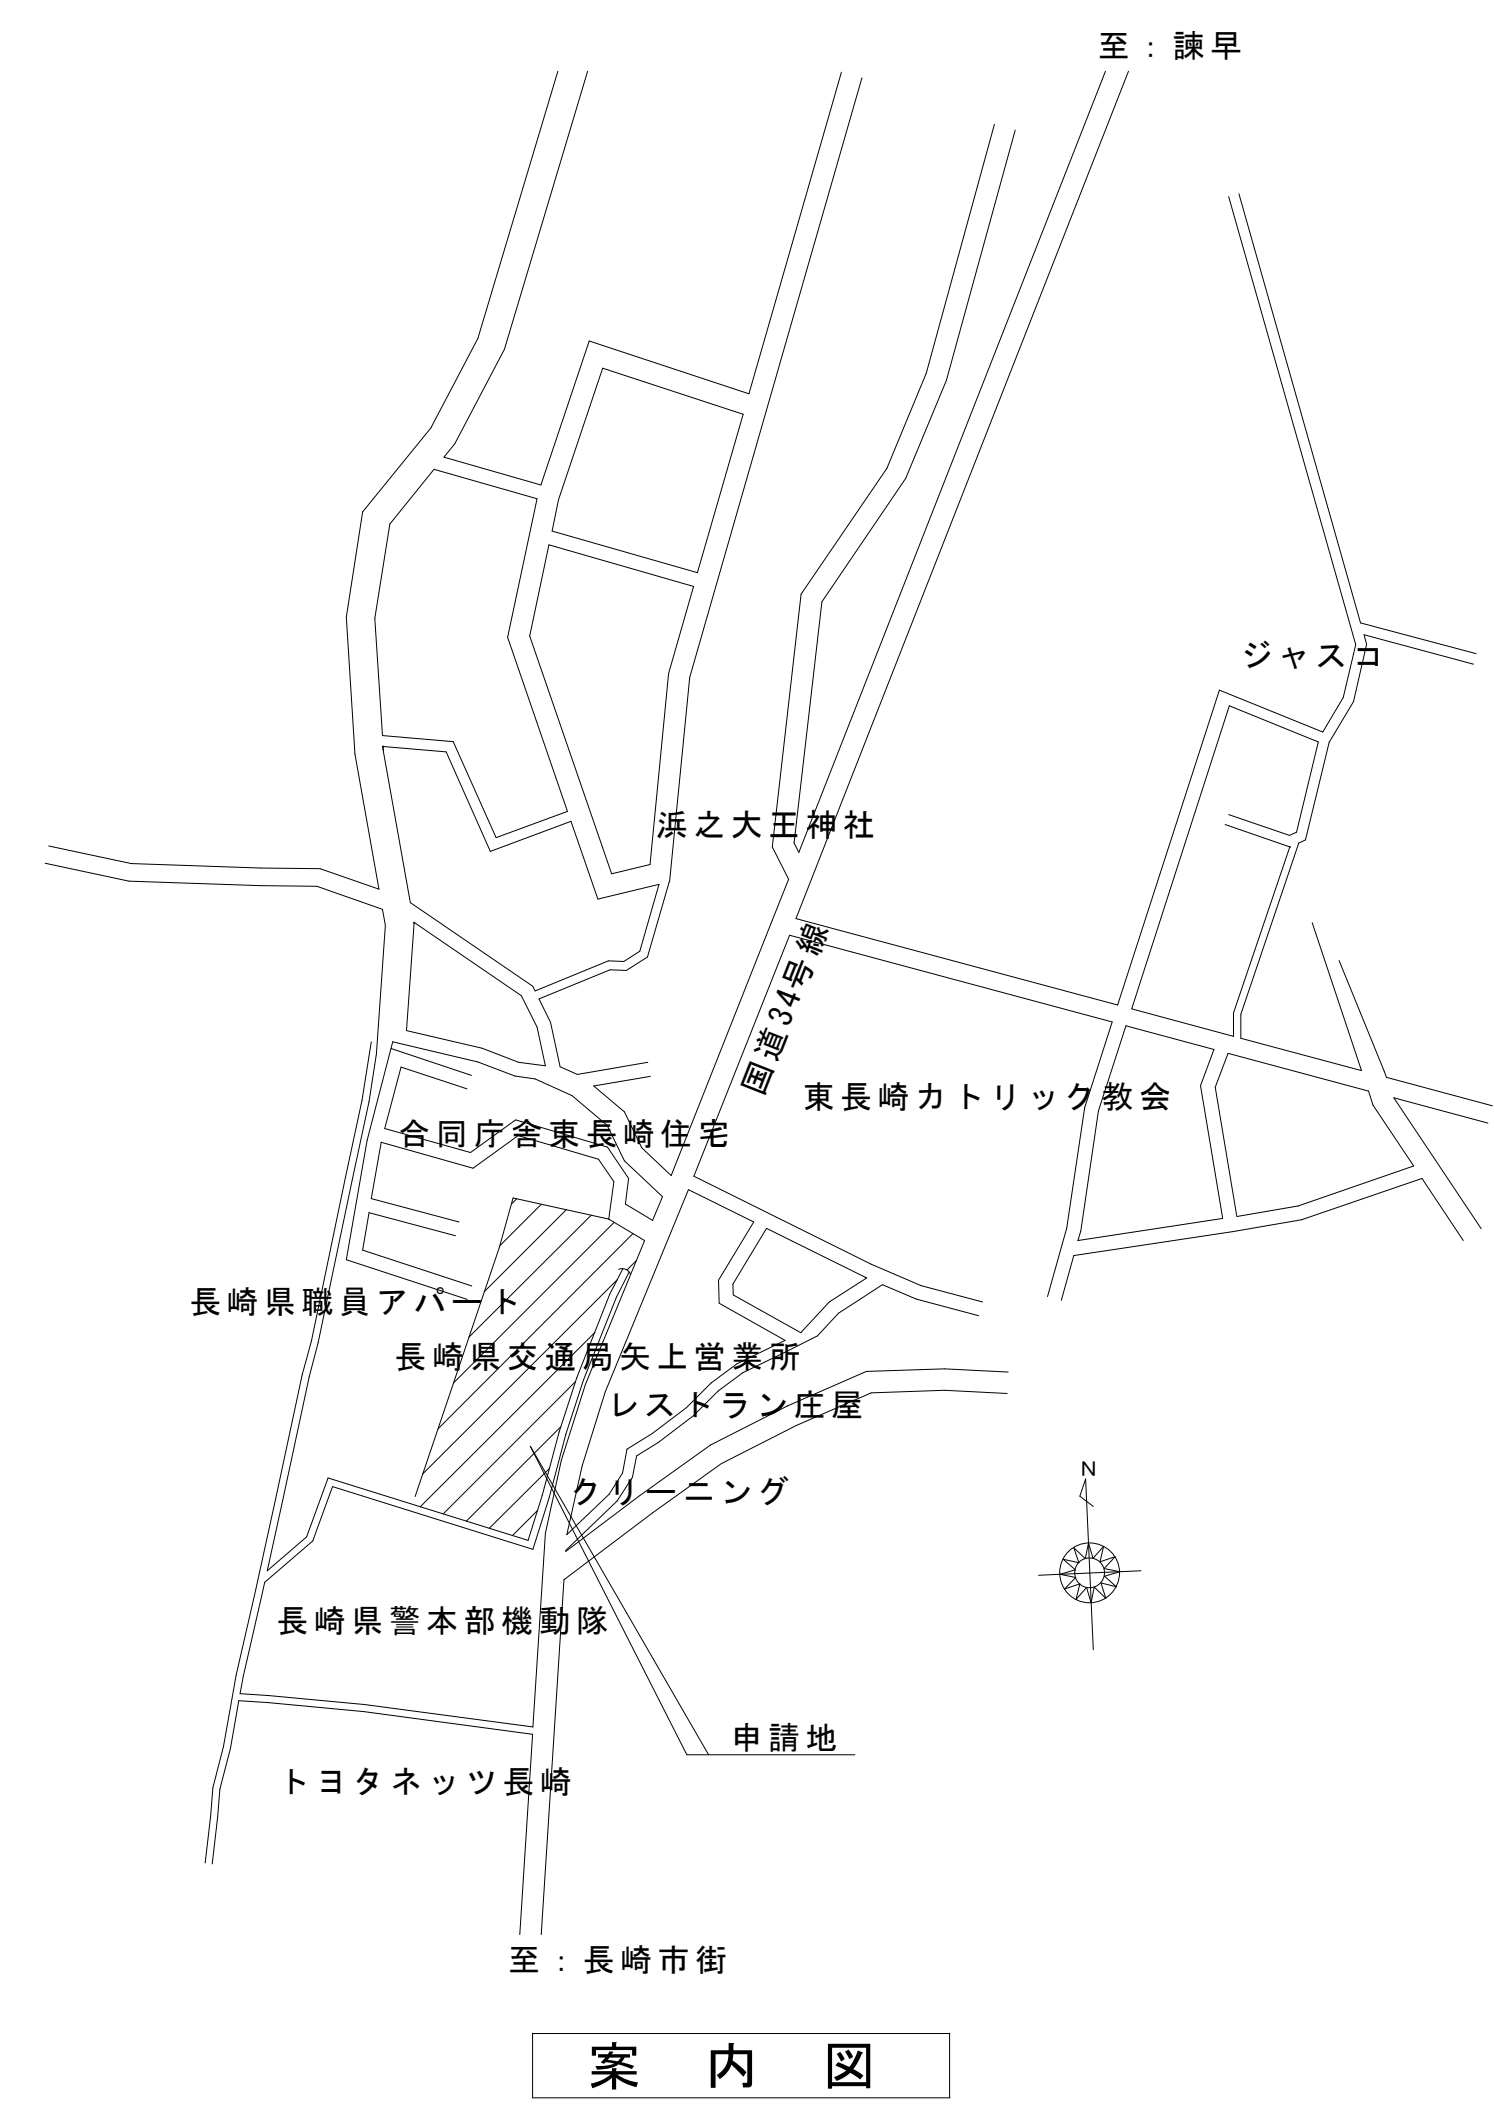 至：諫早
ジャスコ
浜之大王神社
国道34号線
東長崎カトリック教会
合同庁舎東長崎住宅
長崎県職員アパート
長崎県交通局矢上営業所
レストラン庄屋
N
クリーニング
長崎県警本部機動隊
申請地
トヨタネッツ長崎
至：長崎市街
案内図